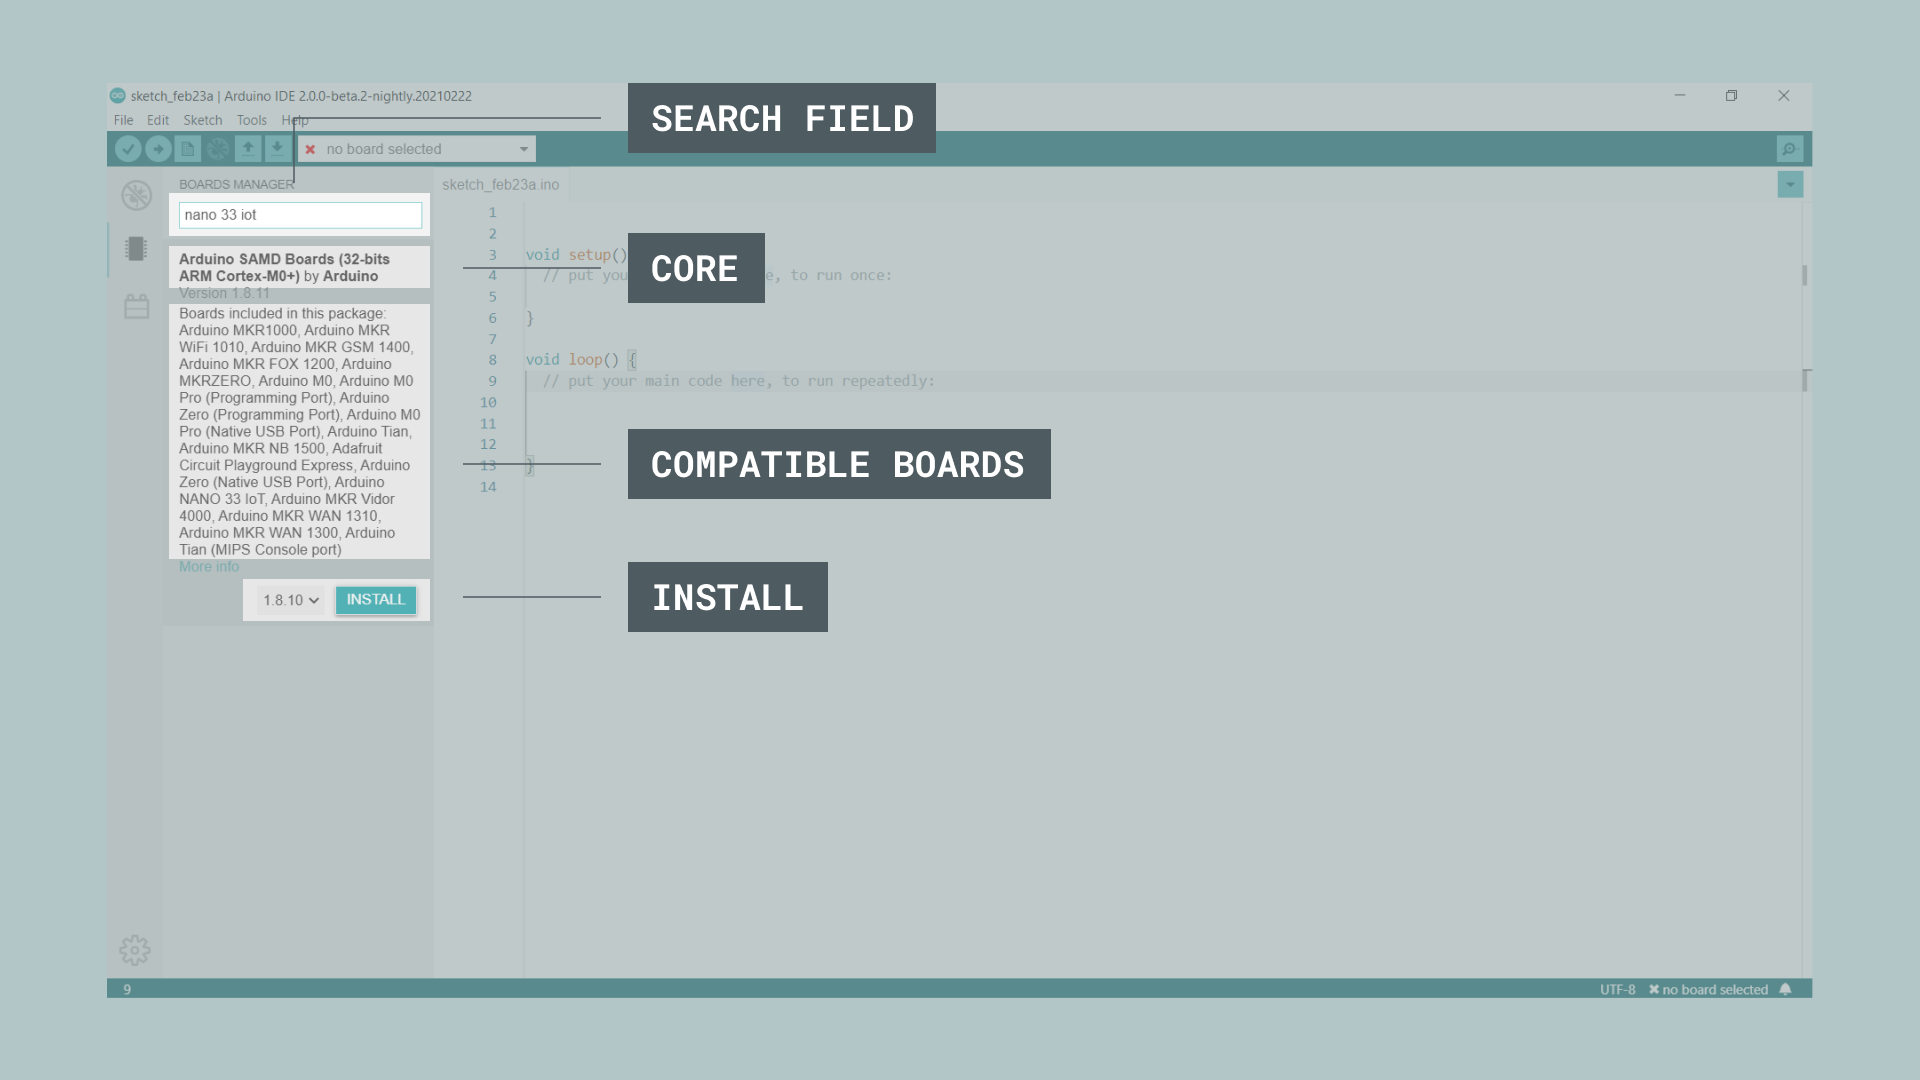 sketch_feb23a | Arduino IDE 2.0.0-beta.2-nightly.20210222
File Edit Sketch Tools Help
SEARCH FIELD
no board selected
BOARDS MANAGER
nano 33 iot
Arduino SAMD Boards (32-bits
ARM Cortex-M0+) by Arduino
Version 1.8.11
Boards included in this package:
Arduino MKR1000, Arduino MKR
WiFi 1010, Arduino MKR GSM 1400,
Arduino MKR FOX 1200, Arduino
MKRZERO, Arduino M0, Arduino M0
Pro (Programming Port), Arduino
Zero (Programming Port), Arduino M0
Pro (Native USB Port), Arduino Tian,
Arduino MKR NB 1500, Adafruit
Circuit Playground Express, Arduino
Zero (Native USB Port), Arduino
NANO 33 IoT, Arduino MKR Vidor
4000, Arduino MKR WAN 1310,
Arduino MKR WAN 1300, Arduino
Tian (MIPS Console port)
More info
1.8.10 INSTALL
sketch_feb23a.ino
1
2
3 void setup()
4 // put , to run once:
5
6 }
7
8 void loop() {
9 // put your main code here, to run repeatedly:
10
11
12
13 }
14
CORE
COMPATIBLE BOARDS
INSTALL
9
UTF-8 no board selected